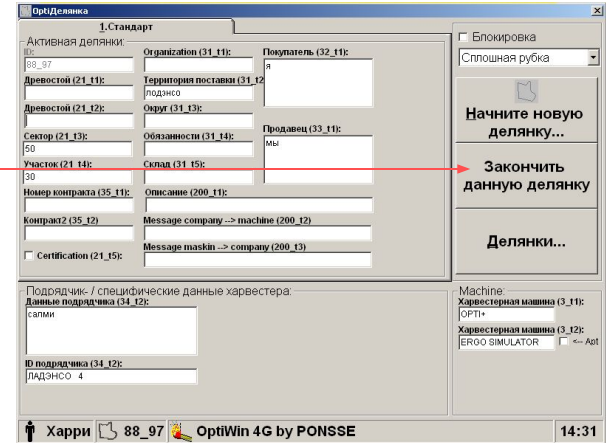 OptiДелянка
1.Стандарт
Активная делянки:
ID:
88_97
Древостой (21_t1):
Древостой (21_t2):
Сектор (21_t3):
50
Участок (21_t4):
30
Номер контракта (35_t1):
Контракт2 (35_t2)
Certification (21_t5):
Organization (31_t1):
Территория поставки (31_t2
лодэнсо
Округ (31_t3):
Обязанности (31_t4):
Склад (31_t5):
Описание (200_t1):
Message company --> machine (200_t2)
Message maskin --> company (200_t3)
Покупатель (32_t1):
я
Продавец (33_t1):
мы
Блокировка
Сплошная рубка
Начните новую
делянку...
Закончить
данную делянку
Делянки...
Подрядчик- / специфические данные харвестера:
Данные подрядчика (34_t2):
салми
ID подрядчика (34_t2):
ЛАДЭНСО 4
Machine:
Харвестерная машина (3_t1):
OPTI+
Харвестерная машина (3_t2):
ERGO SIMULATOR
<-- Apt
Харри
88_97
OptiWin 4G by PONSSE
14:31